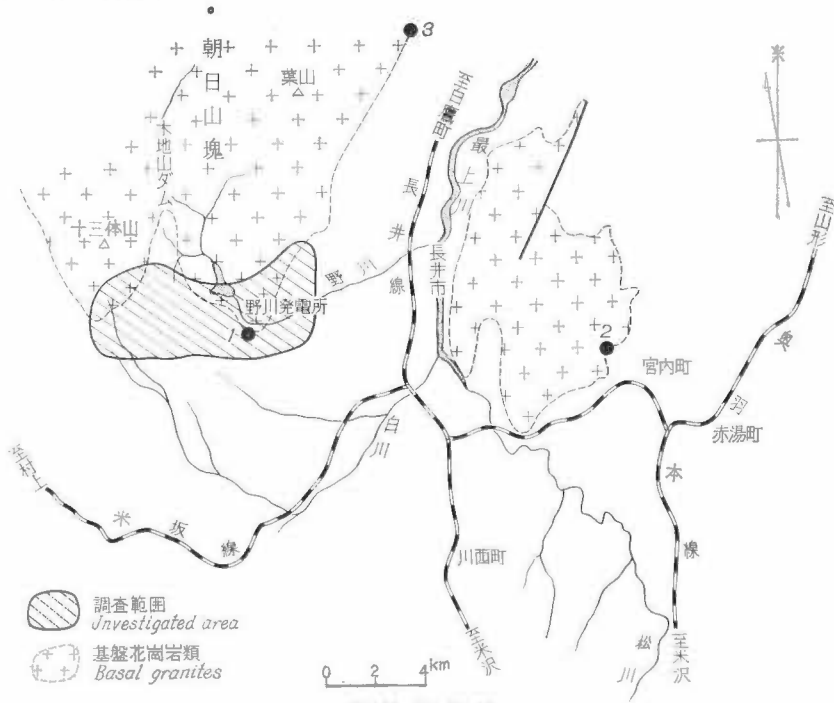 朝日山塊
葉山
3
木地山ダム
三体山
野川発電所
1
野川
至白鷹町
長井線
最上川
長井市
2
宮内町
至山形
奥羽本線
赤湯町
白川
至村上
米坂線
川西町
至米沢
松川
至米沢
調査範囲
Investigated area
基盤花崗岩類
Basal granites
0 2 4 km